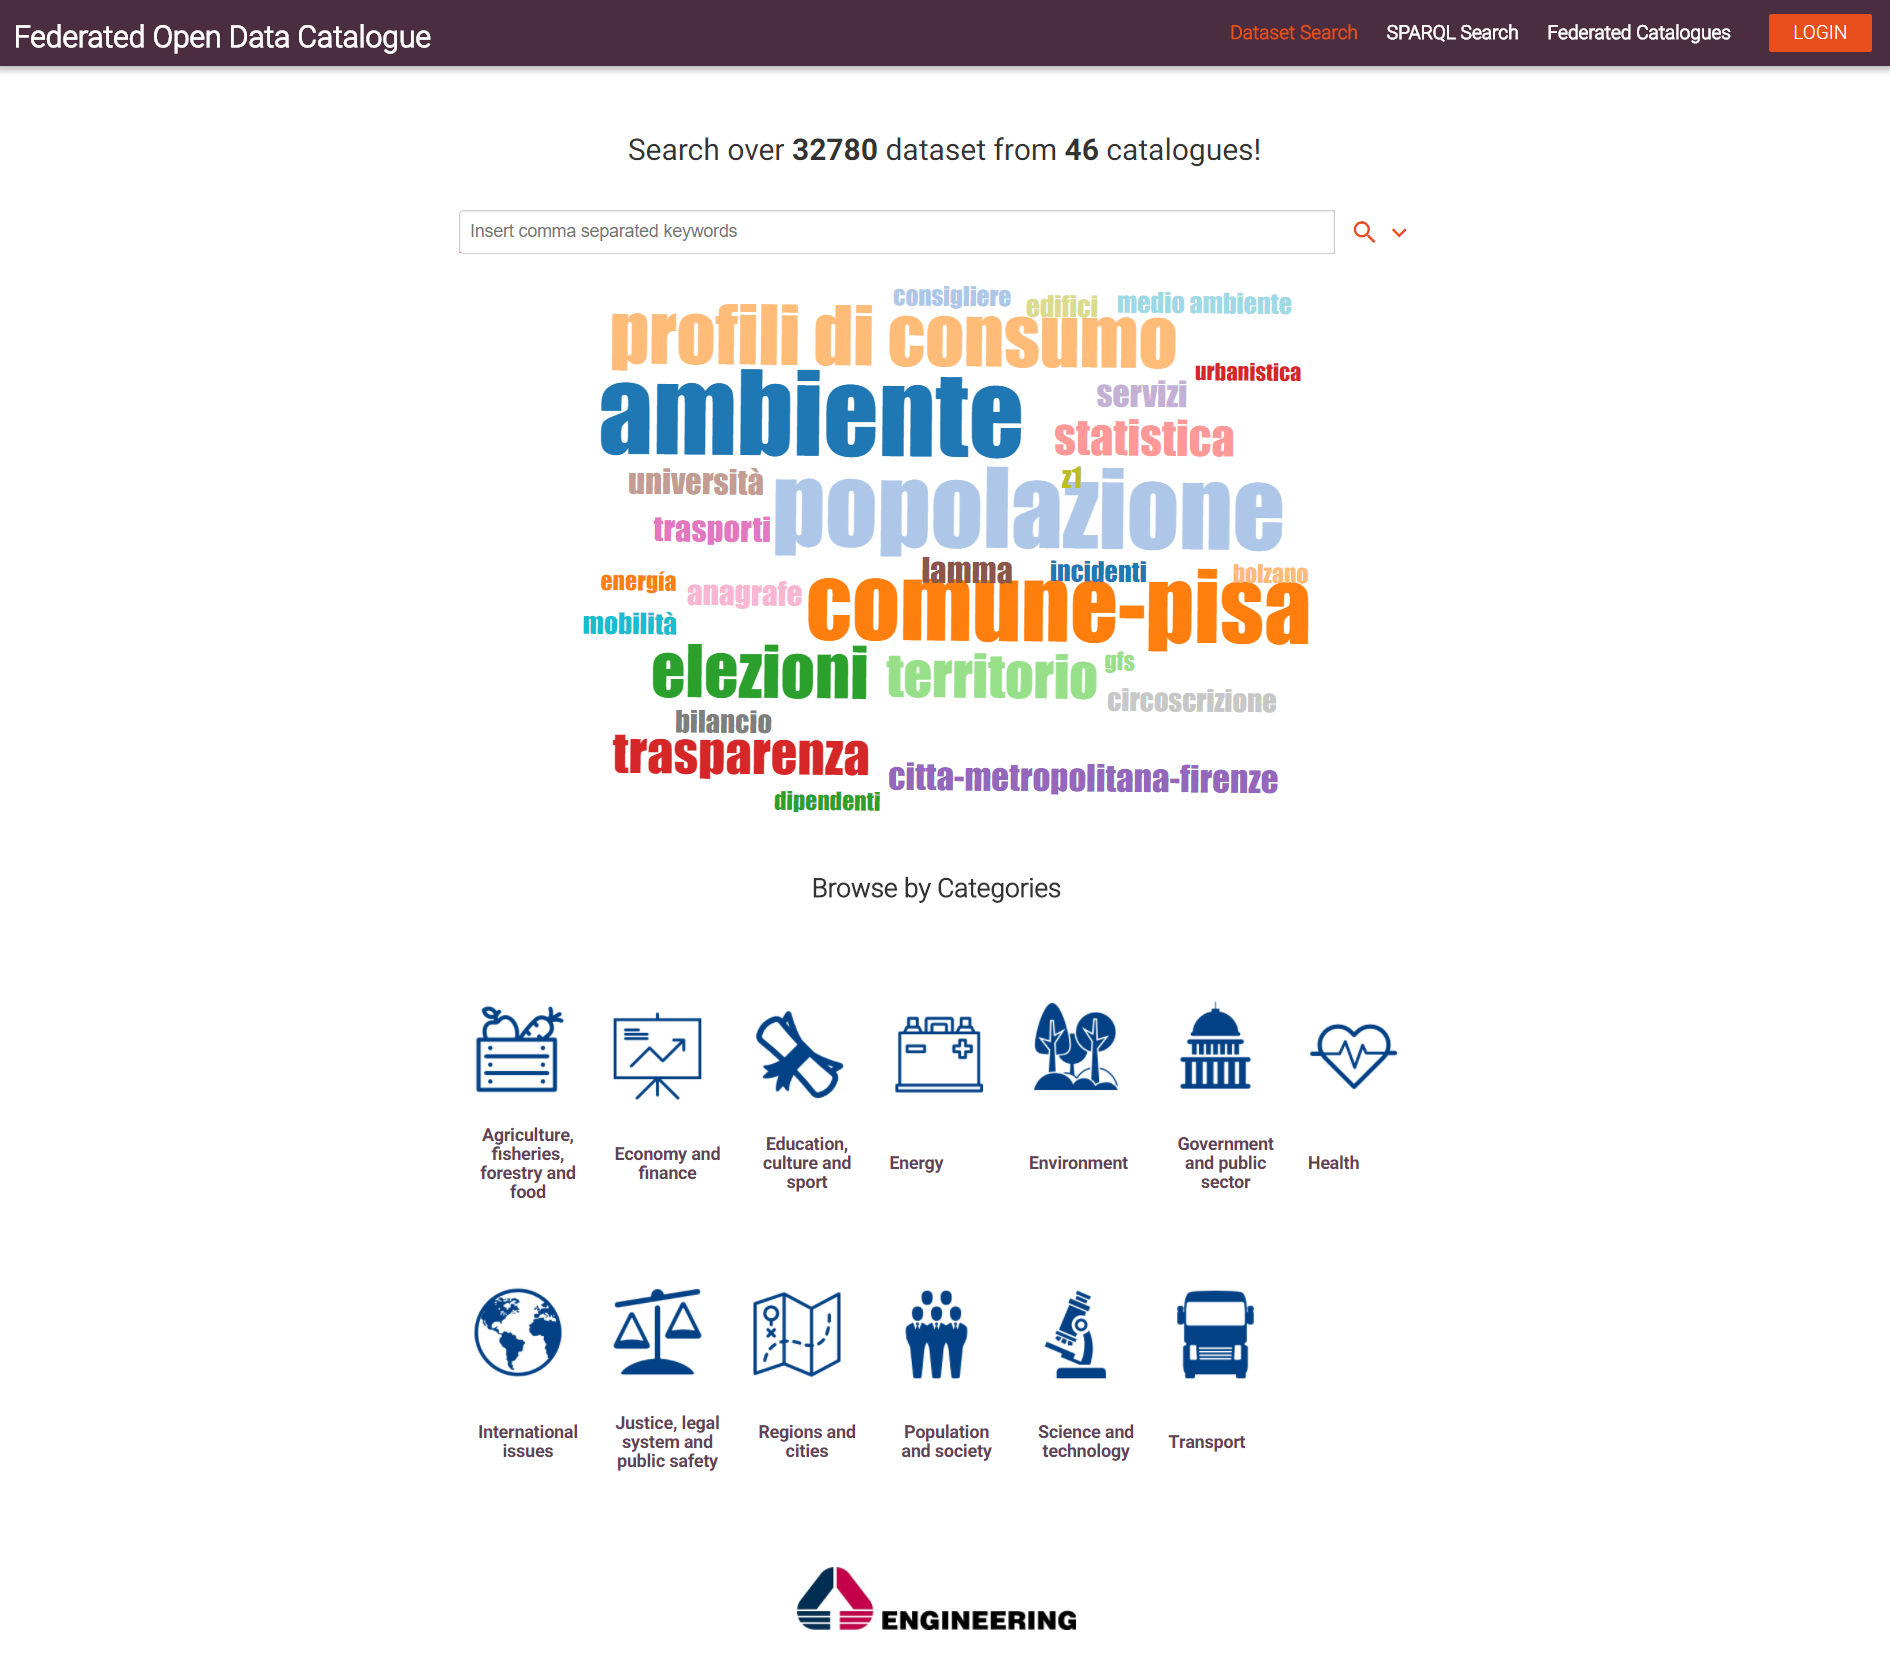 Federated Open Data Catalogue
Dataset Search
SPARQL Search
Federated Catalogues
LOGIN
Search over 32780 dataset from 46 catalogues!
Insert comma separated keywords
consigliere
edifici
medio ambiente
profili di consumo
urbanistica
ambiente
servizi
statistica
università
z1
popolazione
trasporti
lamma
incidenti
bolzano
energía
anagrafe
comune-pisa
mobilità
elezioni
territorio
gfs
circoscrizione
bilancio
trasparenza
citta-metropolitana-firenze
dipendenti
Browse by Categories
Agriculture,
fisheries,
forestry and
food
Economy and
finance
Education,
culture and
sport
Energy
Environment
Government
and public
sector
Health
International
issues
Justice, legal
system and
public safety
Regions and
cities
Population
and society
Science and
technology
Transport
ENGINEERING